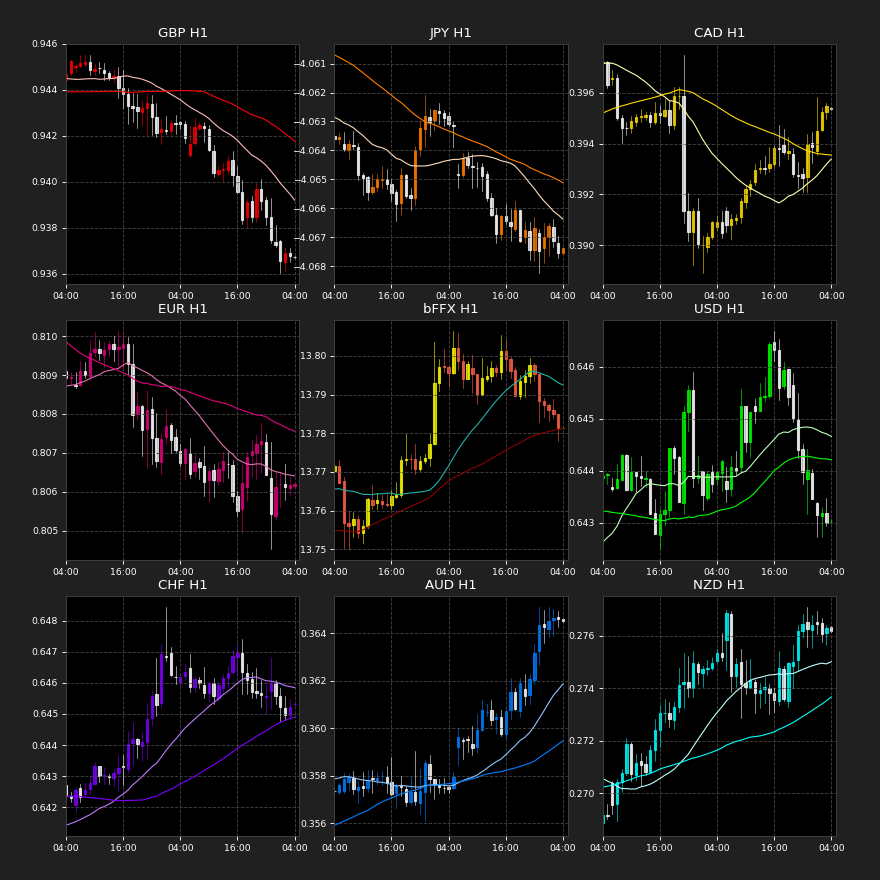 GBP H1
0.946
0.944
0.942
0.940
0.938
0.936
04:00 16:00 04:00 16:00 04:00
JPY H1
−4.061
−4.062
−4.063
−4.064
−4.065
−4.066
−4.067
−4.068
04:00 16:00 04:00 16:00 04:00
CAD H1
0.396
0.394
0.392
0.390
04:00 16:00 04:00 16:00 04:00
EUR H1
0.810
0.809
0.808
0.807
0.806
0.805
04:00 16:00 04:00 16:00 04:00
bFFX H1
13.80
13.79
13.78
13.77
13.76
13.75
04:00 16:00 04:00 16:00 04:00
USD H1
0.646
0.645
0.644
0.643
04:00 16:00 04:00 16:00 04:00
CHF H1
0.648
0.647
0.646
0.645
0.644
0.643
0.642
04:00 16:00 04:00 16:00 04:00
AUD H1
0.364
0.362
0.360
0.358
0.356
04:00 16:00 04:00 16:00 04:00
NZD H1
0.276
0.274
0.272
0.270
04:00 16:00 04:00 16:00 04:00